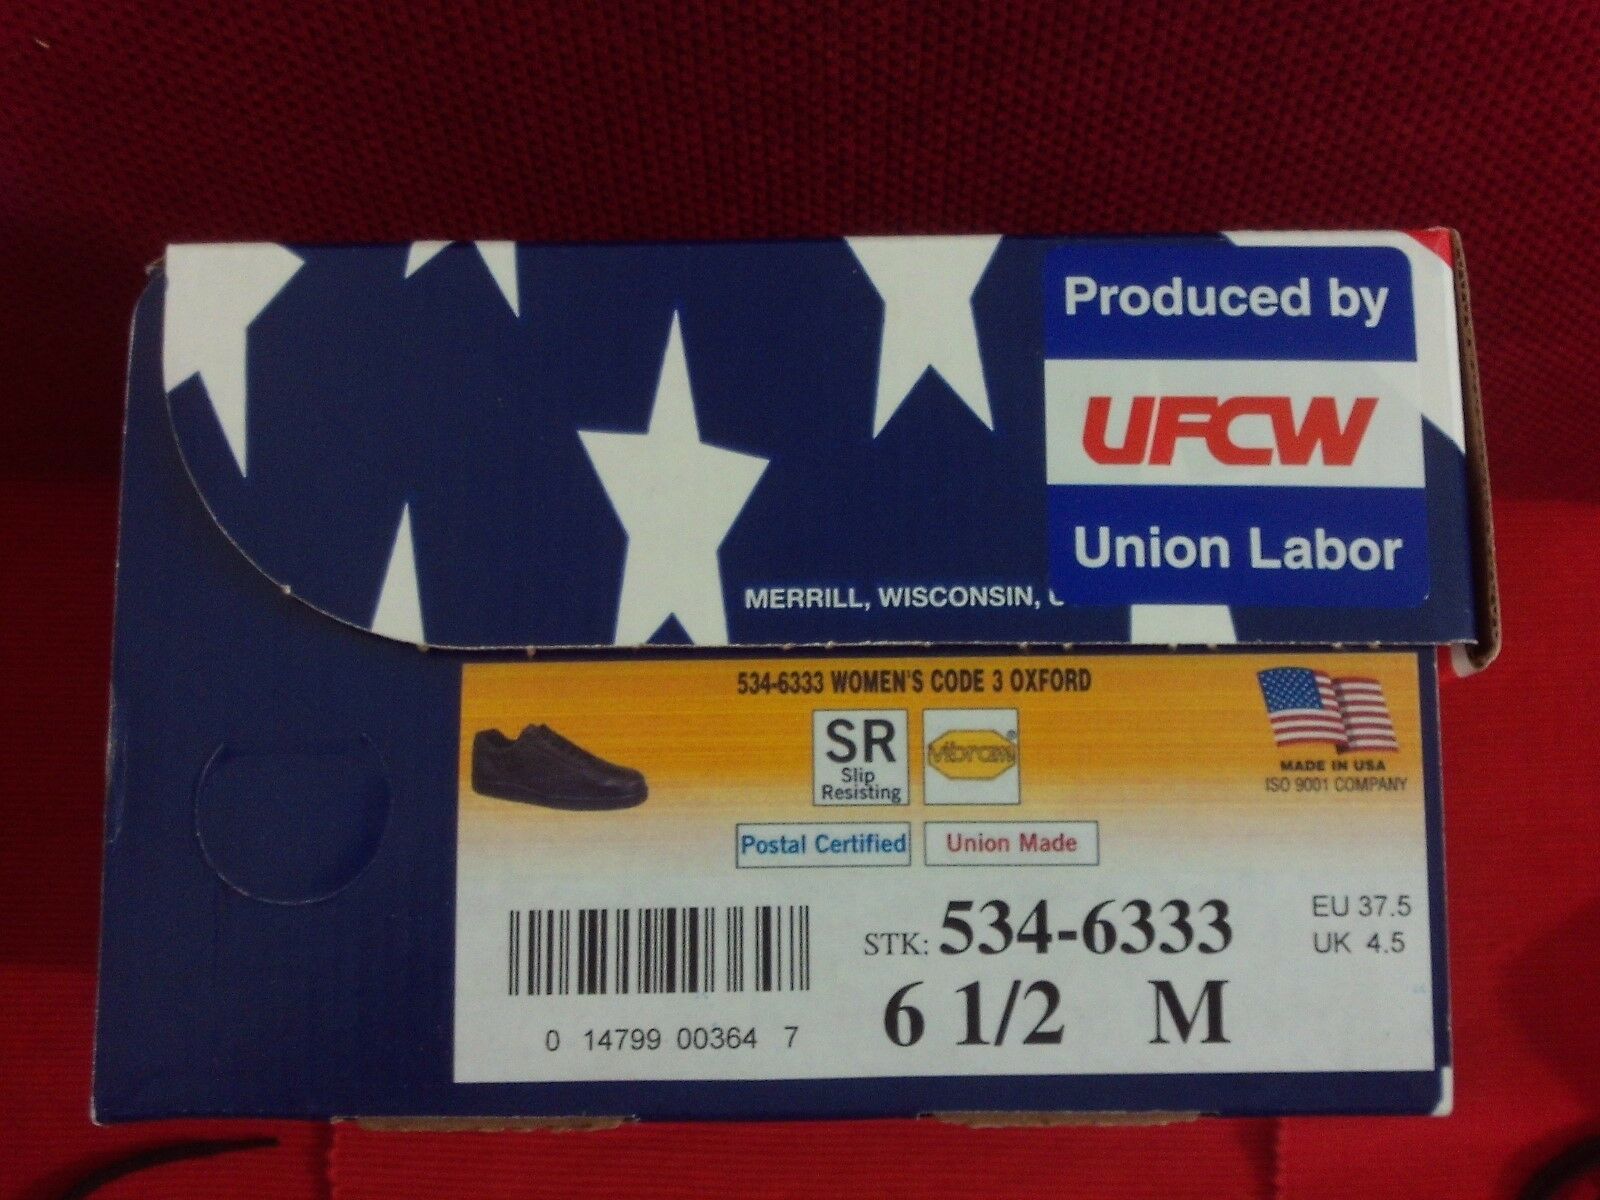 Produced by
UFCW
Union Labor
MERRILL, WISCONSIN,
534-6333 WOMEN'S CODE 3 OXFORD
SR
Slip
Resisting
vibram®
MADE IN USA
ISO 9001 COMPANY
Postal Certified
Union Made
STK: 534-6333
EU 37.5
UK 4.5
6 1/2 M
0 14799 00364 7